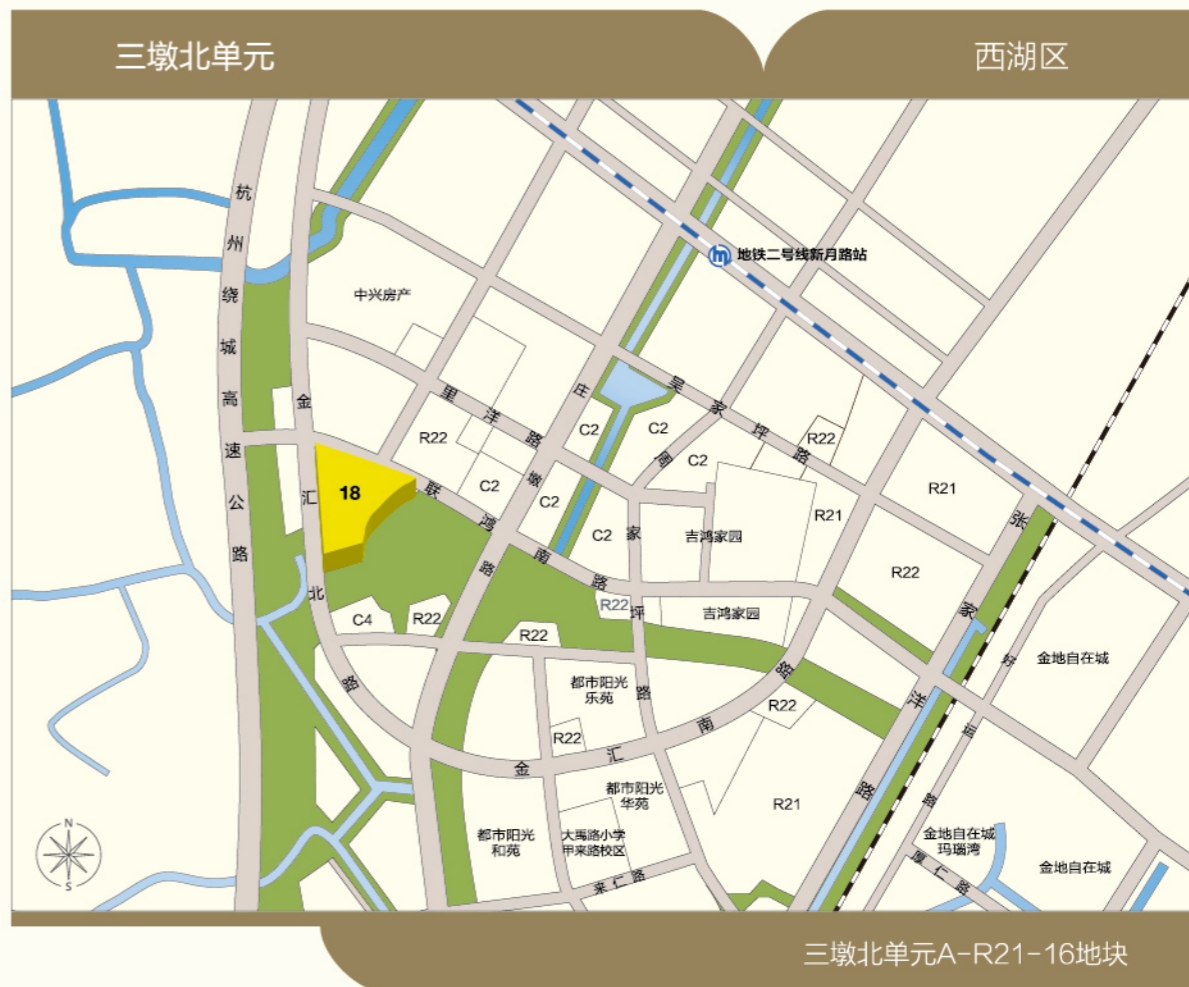 三墩北单元
西湖区
杭州绕城高速公路
地铁二号线新月路站
中兴房产
金汇北路
里洋路
庄墩路
吴家坪路
周家坪路
R22
C2
C2
C2
R22
18
联鸿南路
C2
C2
C2
R21
R21
张家洋路
吉鸿家园
R22
R22
吉鸿家园
C4
R22
R22
好运路
金地自在城
都市阳光
乐苑
R22
R22
金汇南路
都市阳光
华苑
R21
都市阳光
和苑
大禹路小学
甲来路校区
金地自在城
玛瑙湾
金地自在城
来仁路
厚仁路
N
S
三墩北单元A-R21-16地块